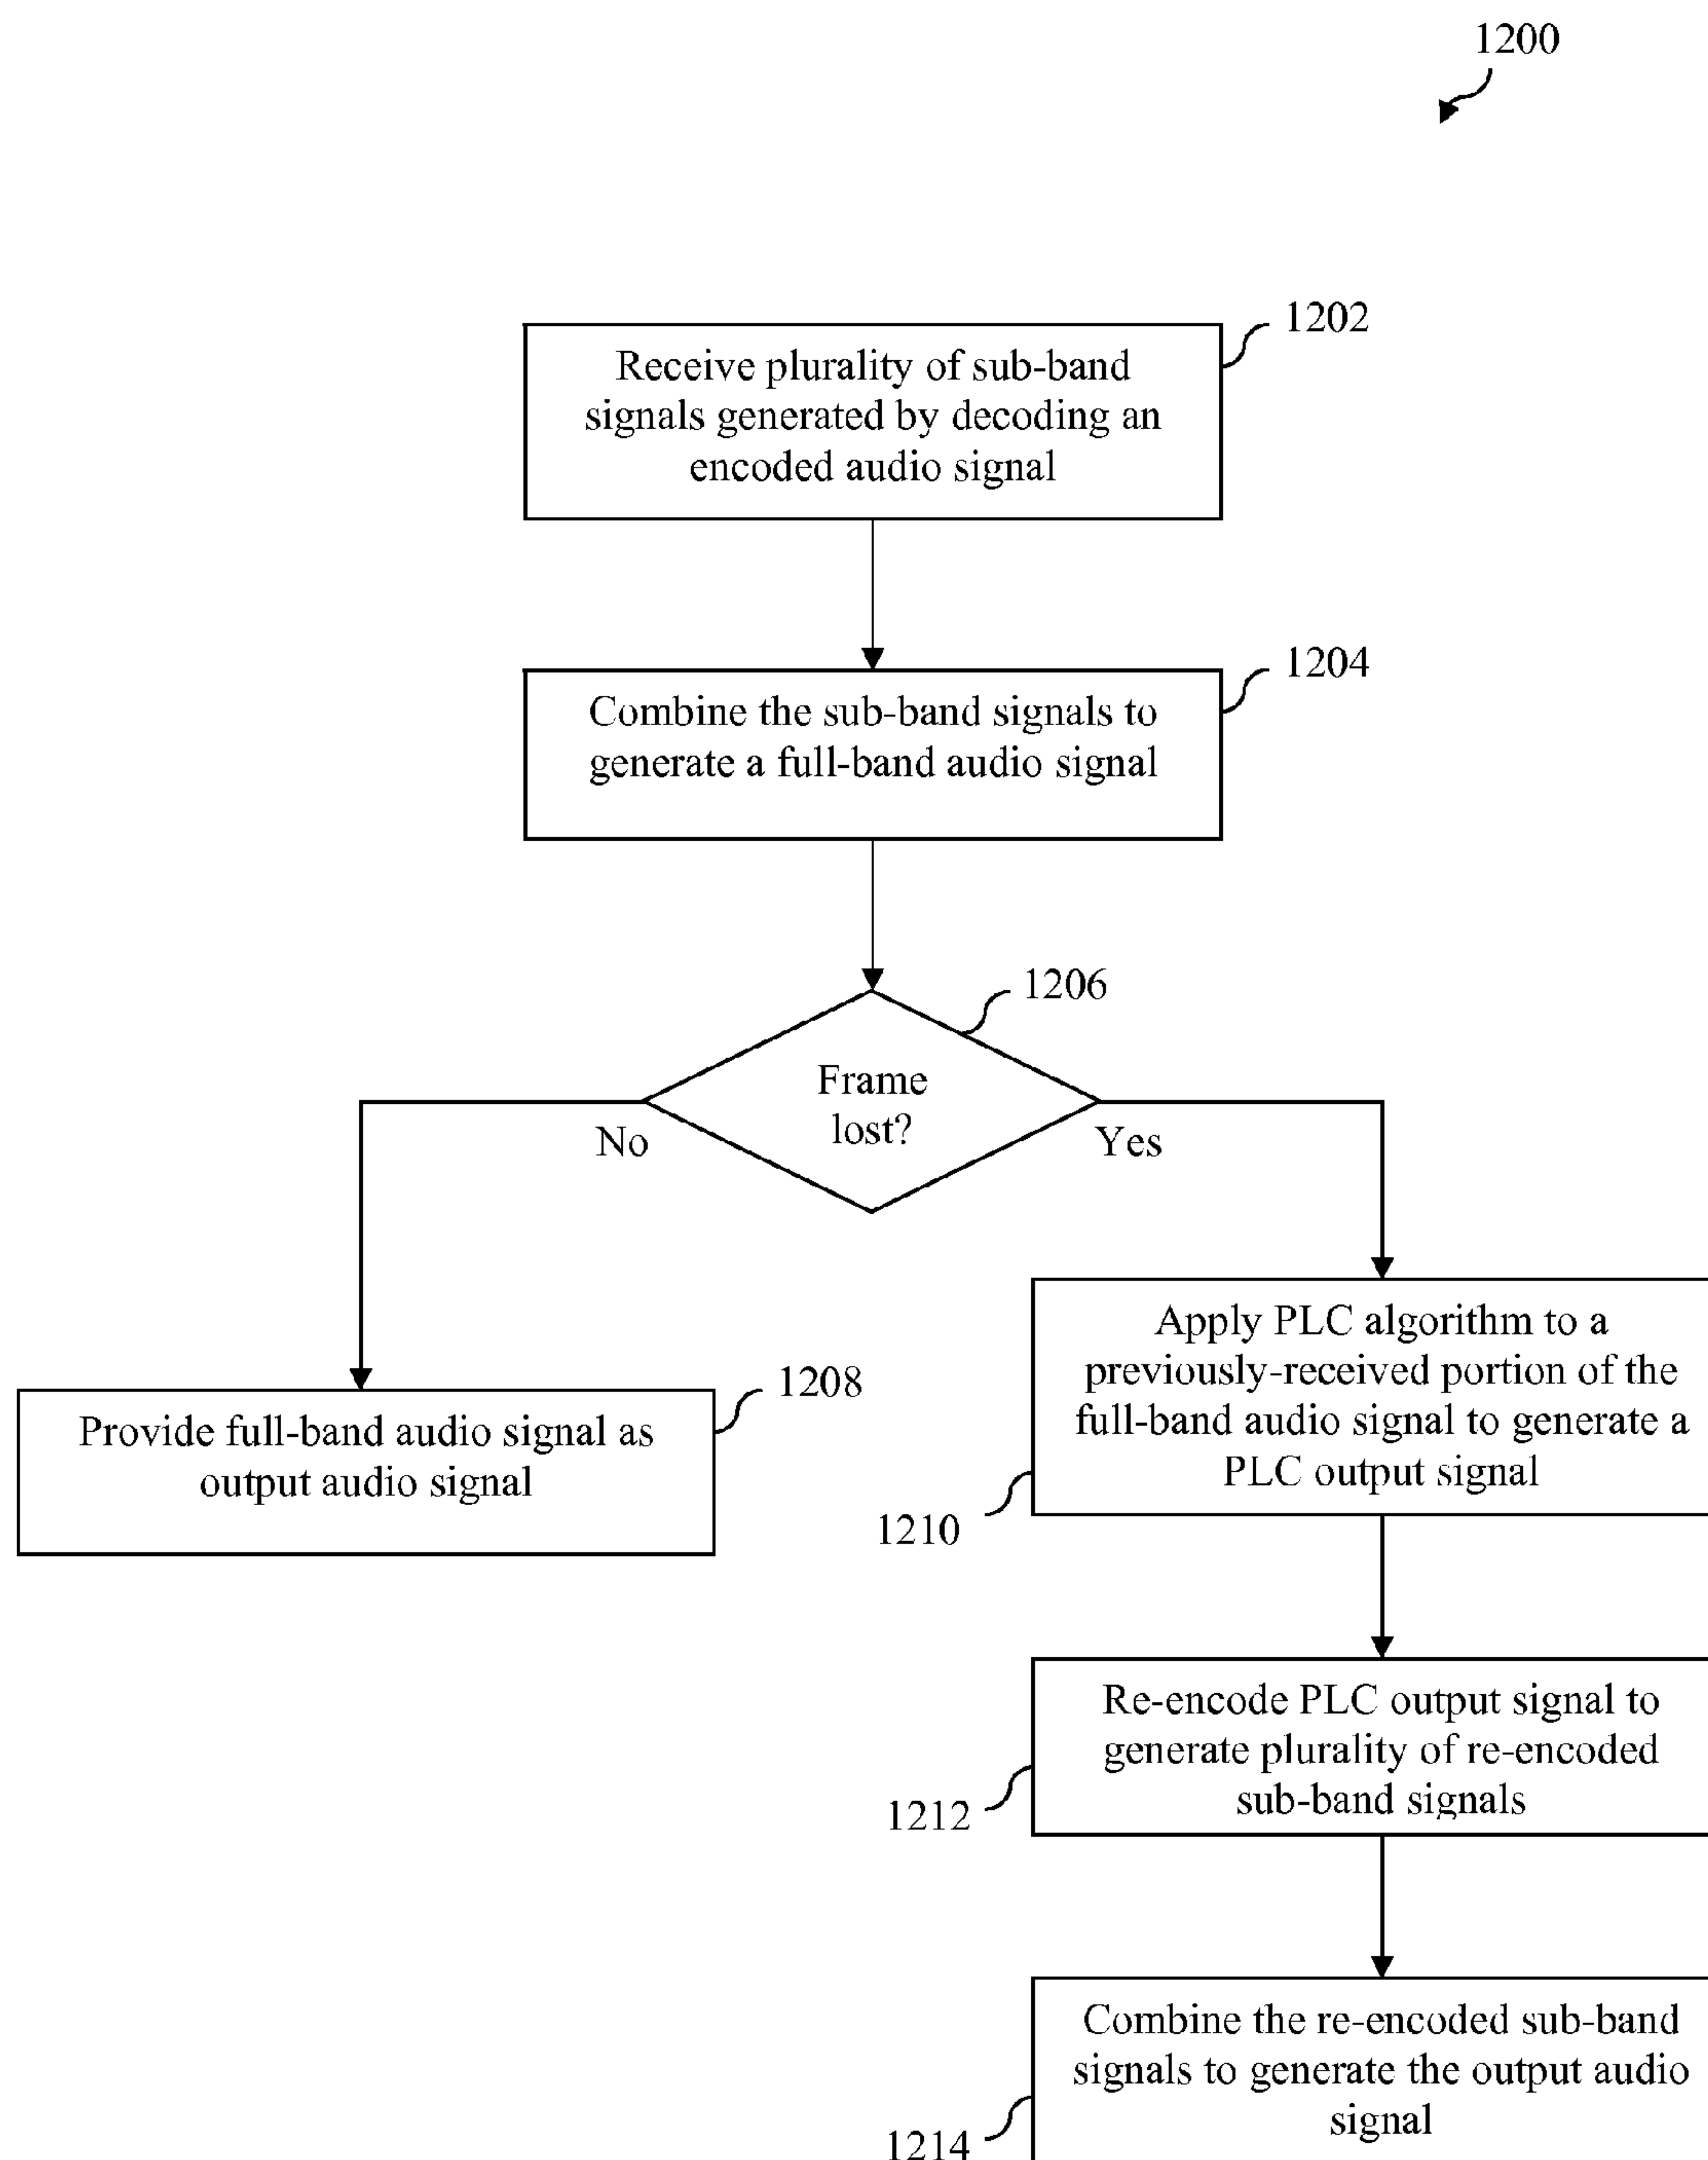 1200
1202
Receive plurality of sub-band
signals generated by decoding an
encoded audio signal
1204
Combine the sub-band signals to
generate a full-band audio signal
1206
Frame
lost?
No
Yes
1208
Provide full-band audio signal as
output audio signal
Apply PLC algorithm to a
previously-received portion of the
full-band audio signal to generate a
PLC output signal
1210
Re-encode PLC output signal to
generate plurality of re-encoded
sub-band signals
1212
Combine the re-encoded sub-band
signals to generate the output audio
signal
1214